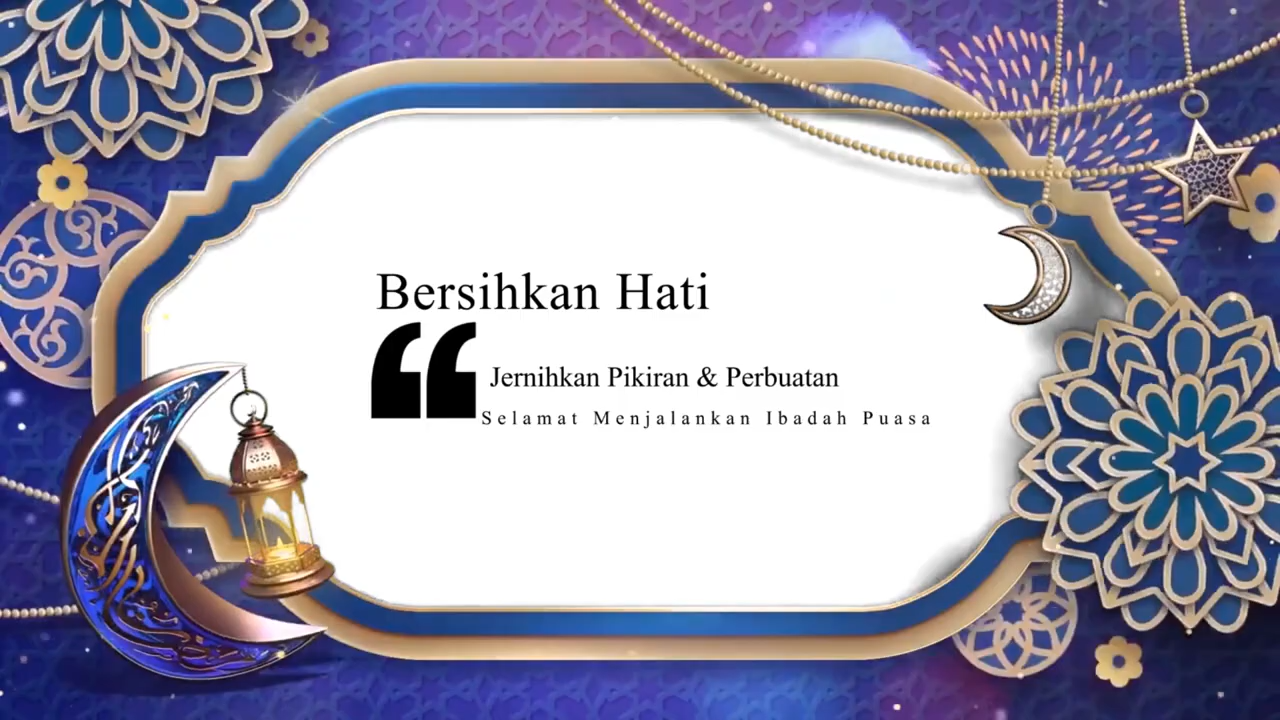 Bersihkan Hati
“ Jernihkan Pikiran & Perbuatan
Selamat Menjalankan Ibadah Puasa